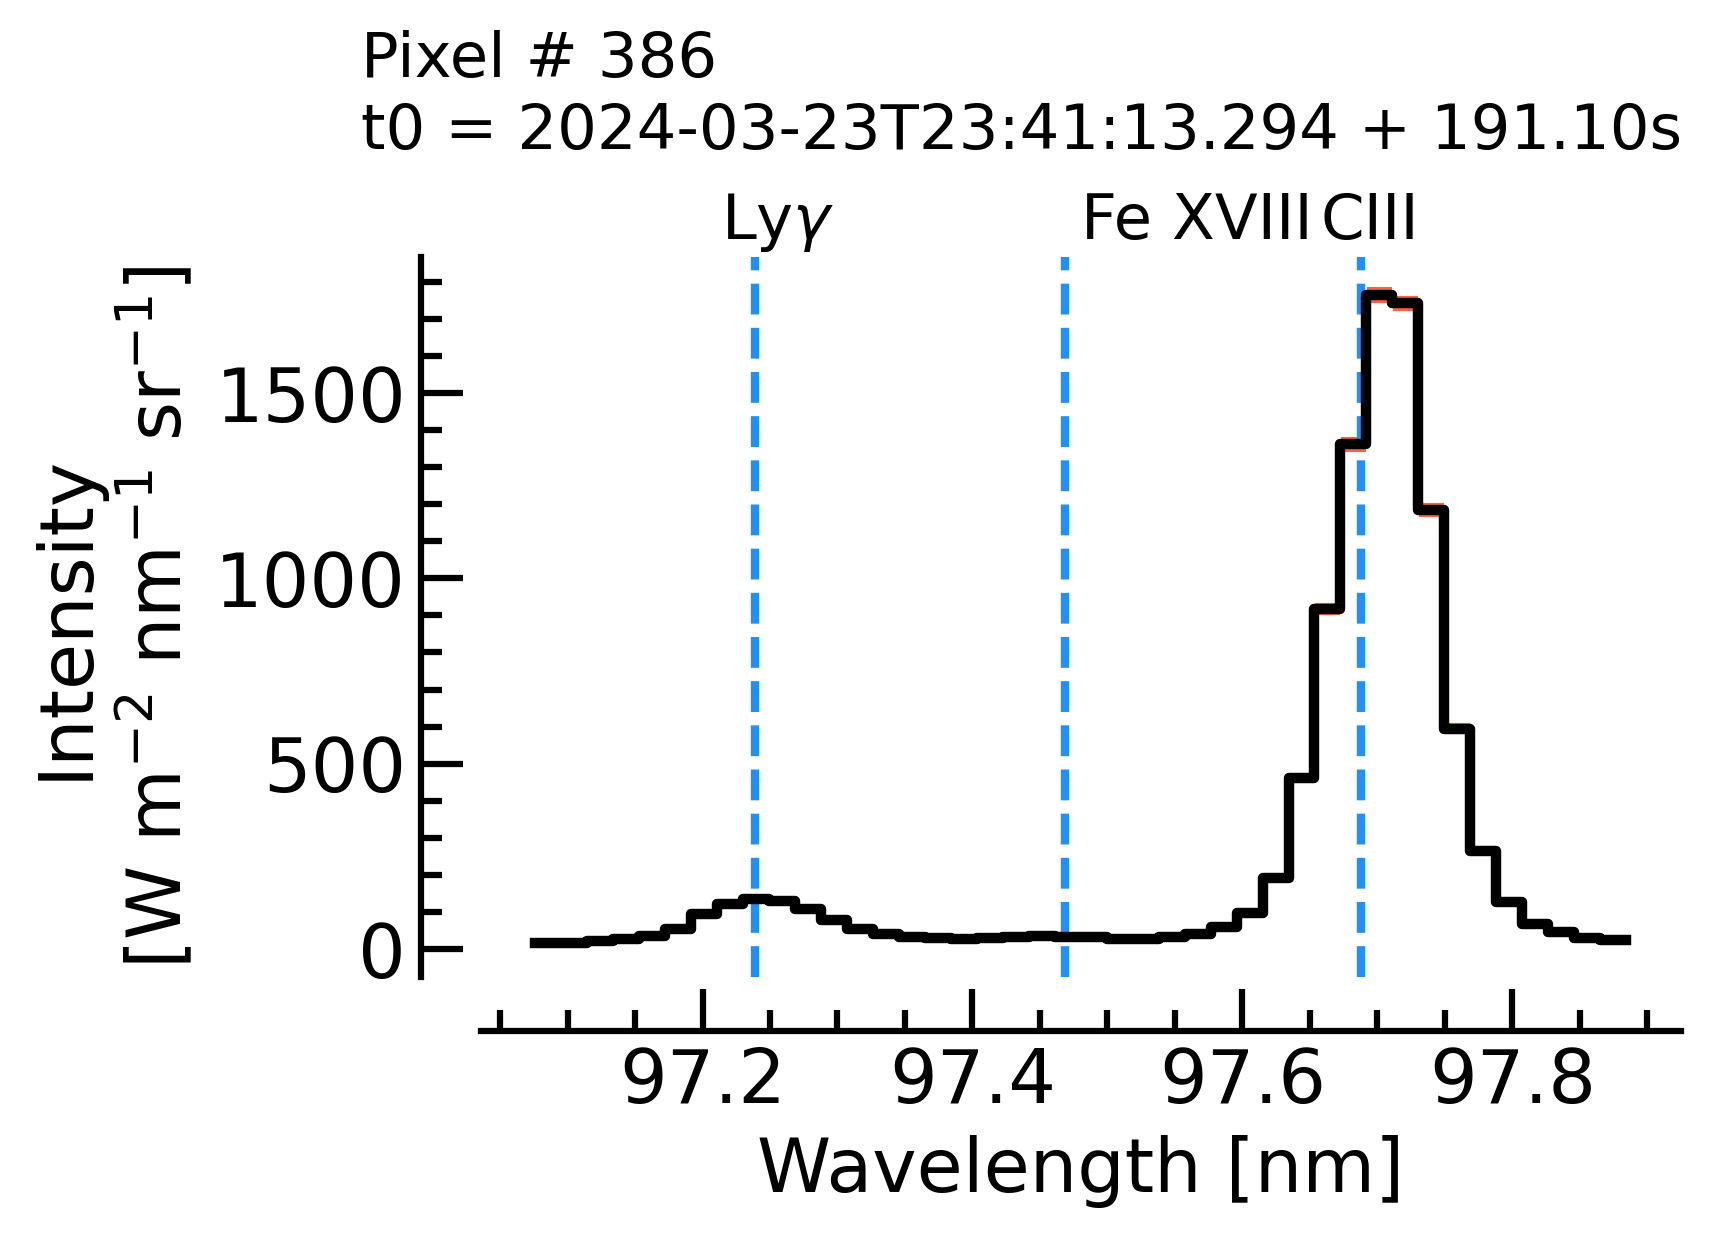 Pixel # 386
t0 = 2024-03-23T23:41:13.294 + 191.10s
Lyγ Fe XVIII CIII
Intensity
[W m⁻² nm⁻¹ sr⁻¹]
1500
1000
500
0
97.2 97.4 97.6 97.8
Wavelength [nm]